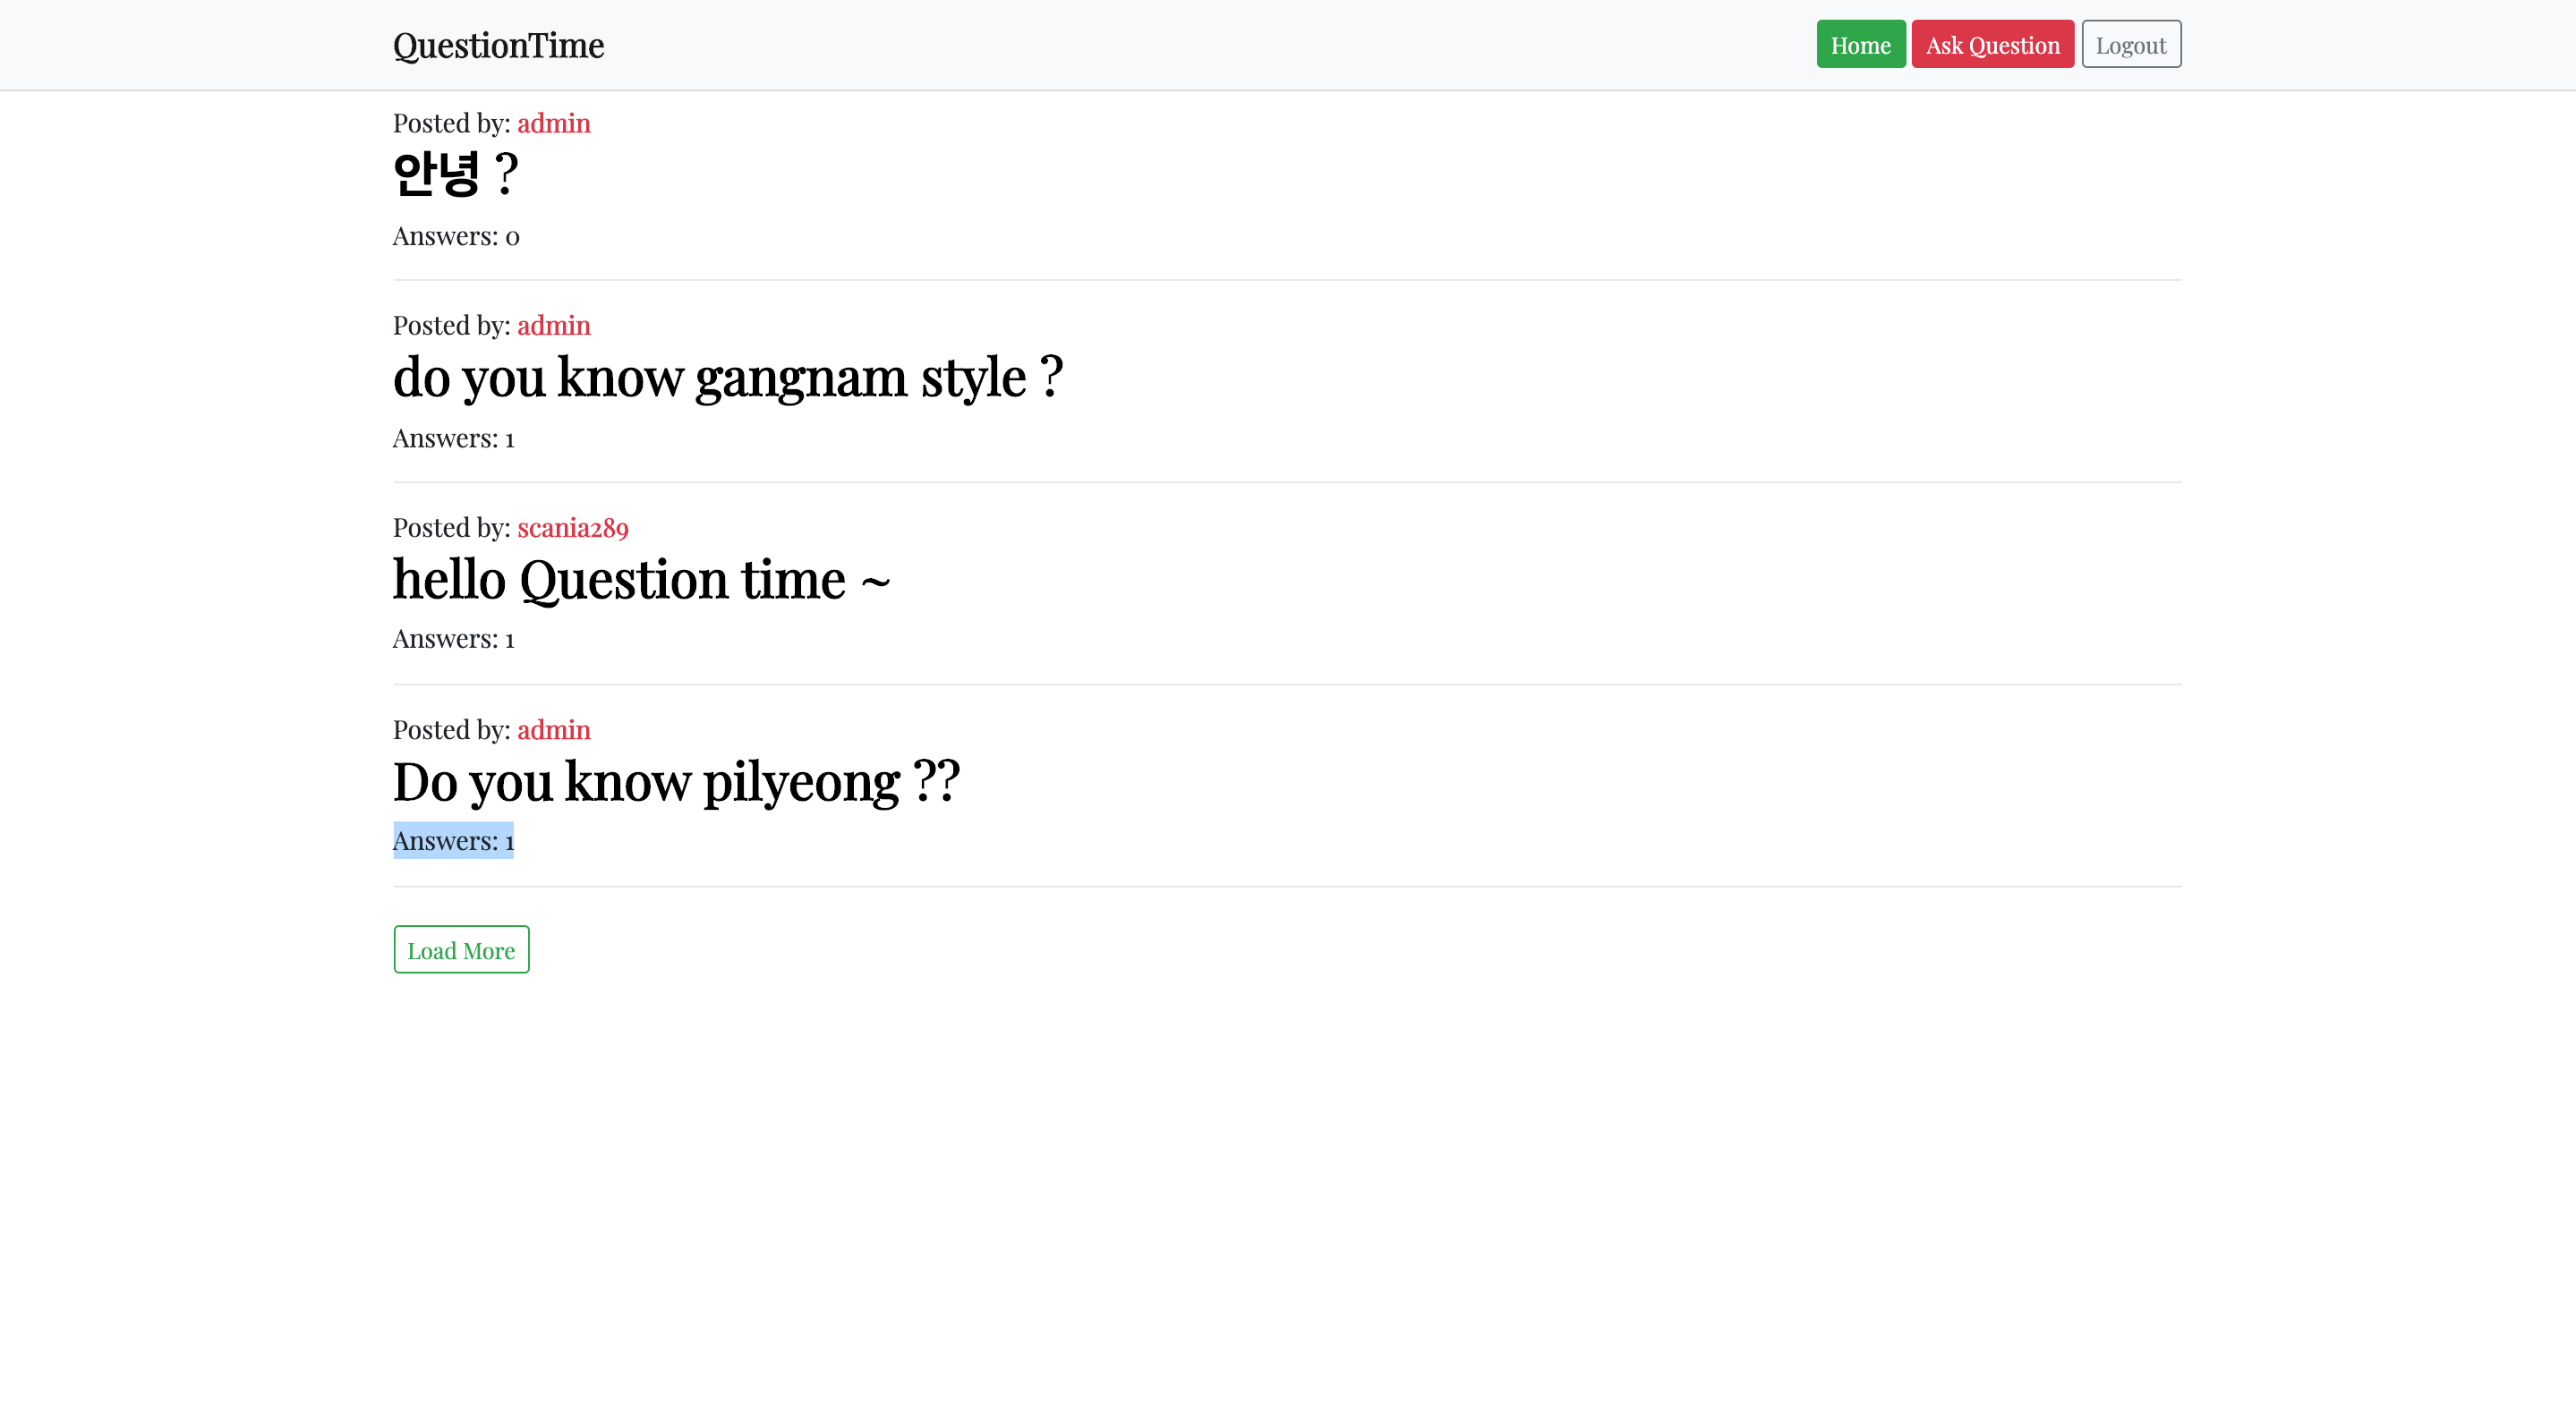 QuestionTime
Home Ask Question Logout
Posted by: admin
안녕 ?
Answers: 0
Posted by: admin
do you know gangnam style ?
Answers: 1
Posted by: scania289
hello Question time ~
Answers: 1
Posted by: admin
Do you know pilyeong ??
Answers: 1
Load More